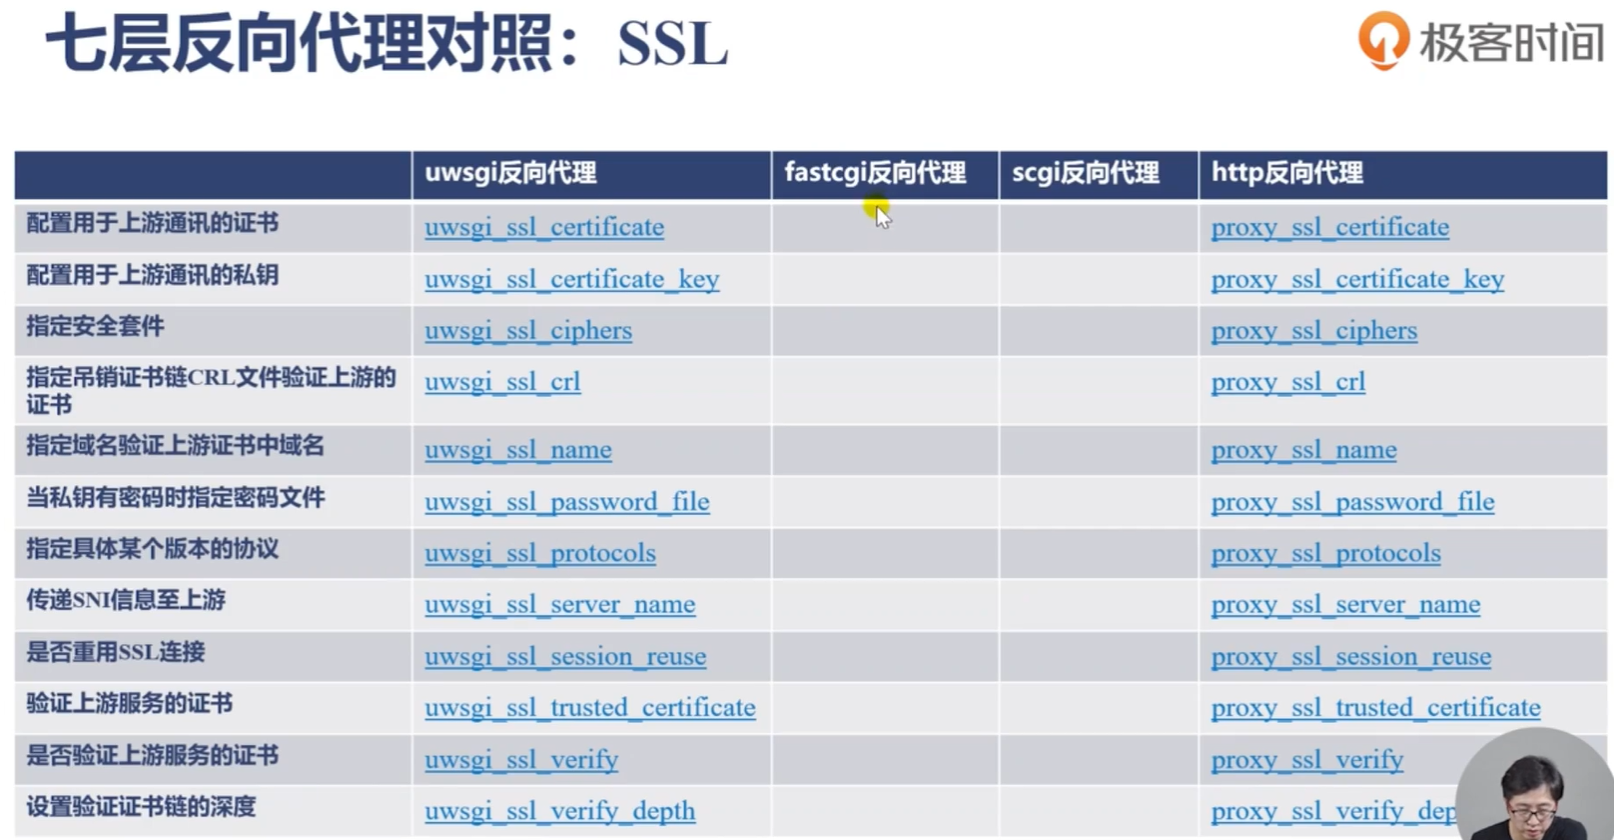 七层反向代理对照：SSL
极客时间
uwsgi反向代理 fastcgi反向代理 scgi反向代理 http反向代理
配置用于上游通讯的证书 uwsgi_ssl_certificate proxy_ssl_certificate
配置用于上游通讯的私钥 uwsgi_ssl_certificate_key proxy_ssl_certificate_key
指定安全套件 uwsgi_ssl_ciphers proxy_ssl_ciphers
指定吊销证书链CRL文件验证上游的
证书 uwsgi_ssl_crl proxy_ssl_crl
指定域名验证上游证书中域名 uwsgi_ssl_name proxy_ssl_name
当私钥有密码时指定密码文件 uwsgi_ssl_password_file proxy_ssl_password_file
指定具体某个版本的协议 uwsgi_ssl_protocols proxy_ssl_protocols
传递SNI信息至上游 uwsgi_ssl_server_name proxy_ssl_server_name
是否重用SSL连接 uwsgi_ssl_session_reuse proxy_ssl_session_reuse
验证上游服务的证书 uwsgi_ssl_trusted_certificate proxy_ssl_trusted_certificate
是否验证上游服务的证书 uwsgi_ssl_verify proxy_ssl_verify
设置验证证书链的深度 uwsgi_ssl_verify_depth proxy_ssl_verify_dep